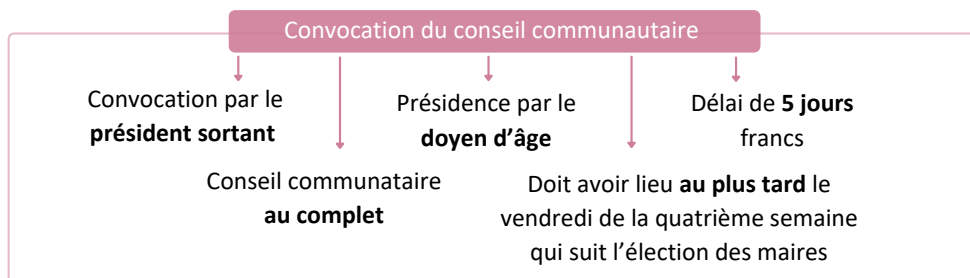 Convocation du conseil communautaire
Convocation par le
président sortant
Conseil communataire
au complet
Présidence par le
doyen d'âge
Doit avoir lieu au plus tard le
vendredi de la quatrième semaine
qui suit l'élection des maires
Délai de 5 jours
francs